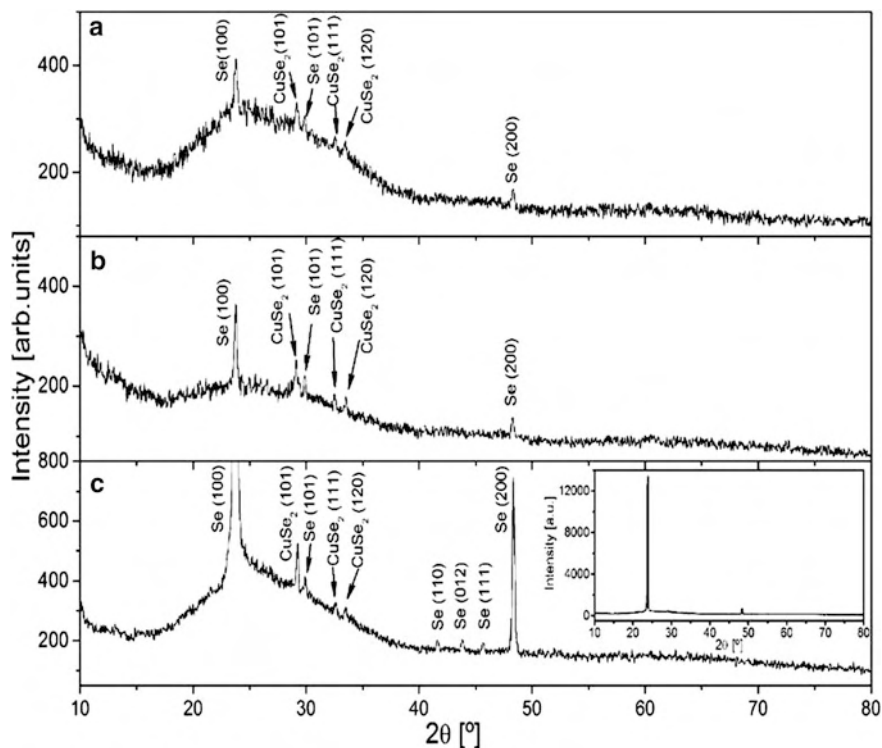 a
400
200
Se(100)
CuSe₂ (101)
Se (101)
CuSe₂ (111)
CuSe₂ (120)
Se (200)
b
400
200
Se (100)
CuSe₂ (101)
Se (101)
CuSe₂ (111)
CuSe₂ (120)
Se (200)
Intensity [arb.units]
c
800
600
400
200
Se (100)
CuSe₂ (101)
Se (101)
CuSe₂ (111)
CuSe₂ (120)
Se (110)
Se (012)
Se (111)
Se (200)
Intensity [a.u.]
12000
8000
4000
0
10 20 30 40 50 60 70 80
2θ [º]
10 20 30 40 50 60 70 80
2θ [º]